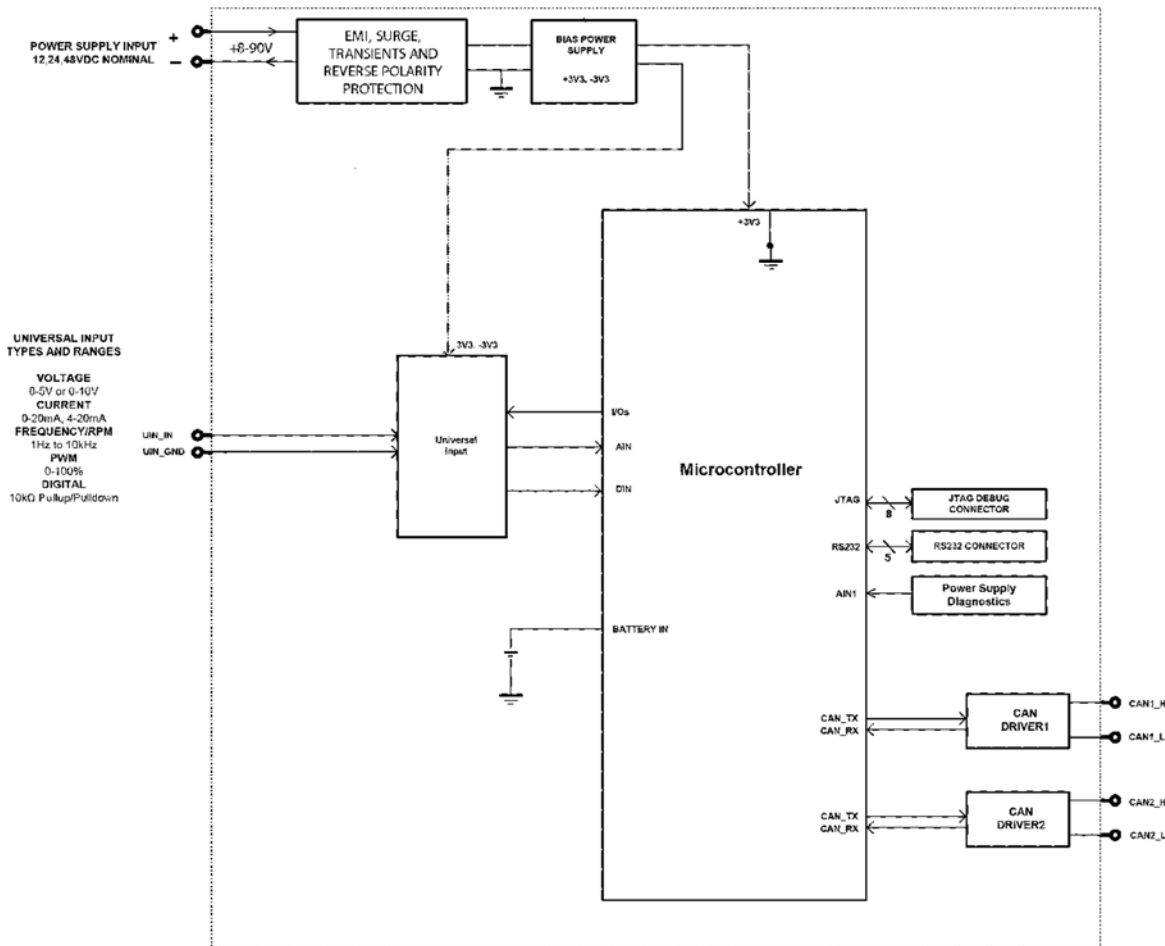 POWER SUPPLY INPUT
12,24,48VDC NOMINAL
+
−
+8-90V
EMI, SURGE,
TRANSIENTS AND
REVERSE POLARITY
PROTECTION
BIAS POWER
SUPPLY
+3V3, -3V3
+3V3
UNIVERSAL INPUT
TYPES AND RANGES
VOLTAGE
0-5V or 0-10V
CURRENT
0-20mA, 4-20mA
FREQUENCY/RPM
1Hz to 10kHz
PWM
0-100%
DIGITAL
10kΩ Pullup/Pulldown
UIN_IN
UIN_GND
3V3, -3V3
Universal
Input
I/Os
AIN
DIN
BATTERY IN
Microcontroller
JTAG
8
JTAG DEBUG
CONNECTOR
RS232
5
RS232 CONNECTOR
AIN1
Power Supply
Diagnostics
CAN_TX
CAN_RX
CAN
DRIVER1
CAN1_H
CAN1_L
CAN_TX
CAN_RX
CAN
DRIVER2
CAN2_H
CAN2_L